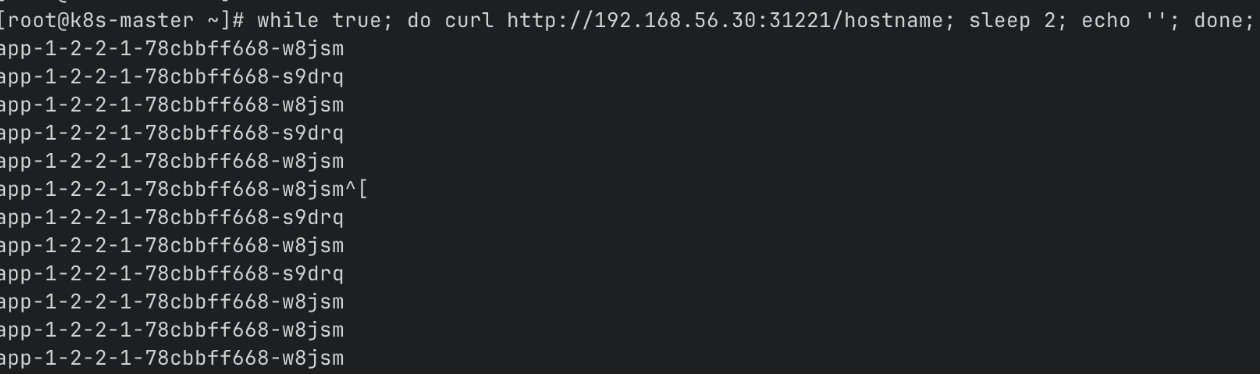 [root@k8s-master ~]# while true; do curl http://192.168.56.30:31221/hostname; sleep 2; echo ''; done;
app-1-2-2-1-78cbbff668-w8jsm
app-1-2-2-1-78cbbff668-s9drq
app-1-2-2-1-78cbbff668-w8jsm
app-1-2-2-1-78cbbff668-s9drq
app-1-2-2-1-78cbbff668-w8jsm
app-1-2-2-1-78cbbff668-w8jsm^[
app-1-2-2-1-78cbbff668-s9drq
app-1-2-2-1-78cbbff668-w8jsm
app-1-2-2-1-78cbbff668-s9drq
app-1-2-2-1-78cbbff668-w8jsm
app-1-2-2-1-78cbbff668-w8jsm
app-1-2-2-1-78cbbff668-w8jsm